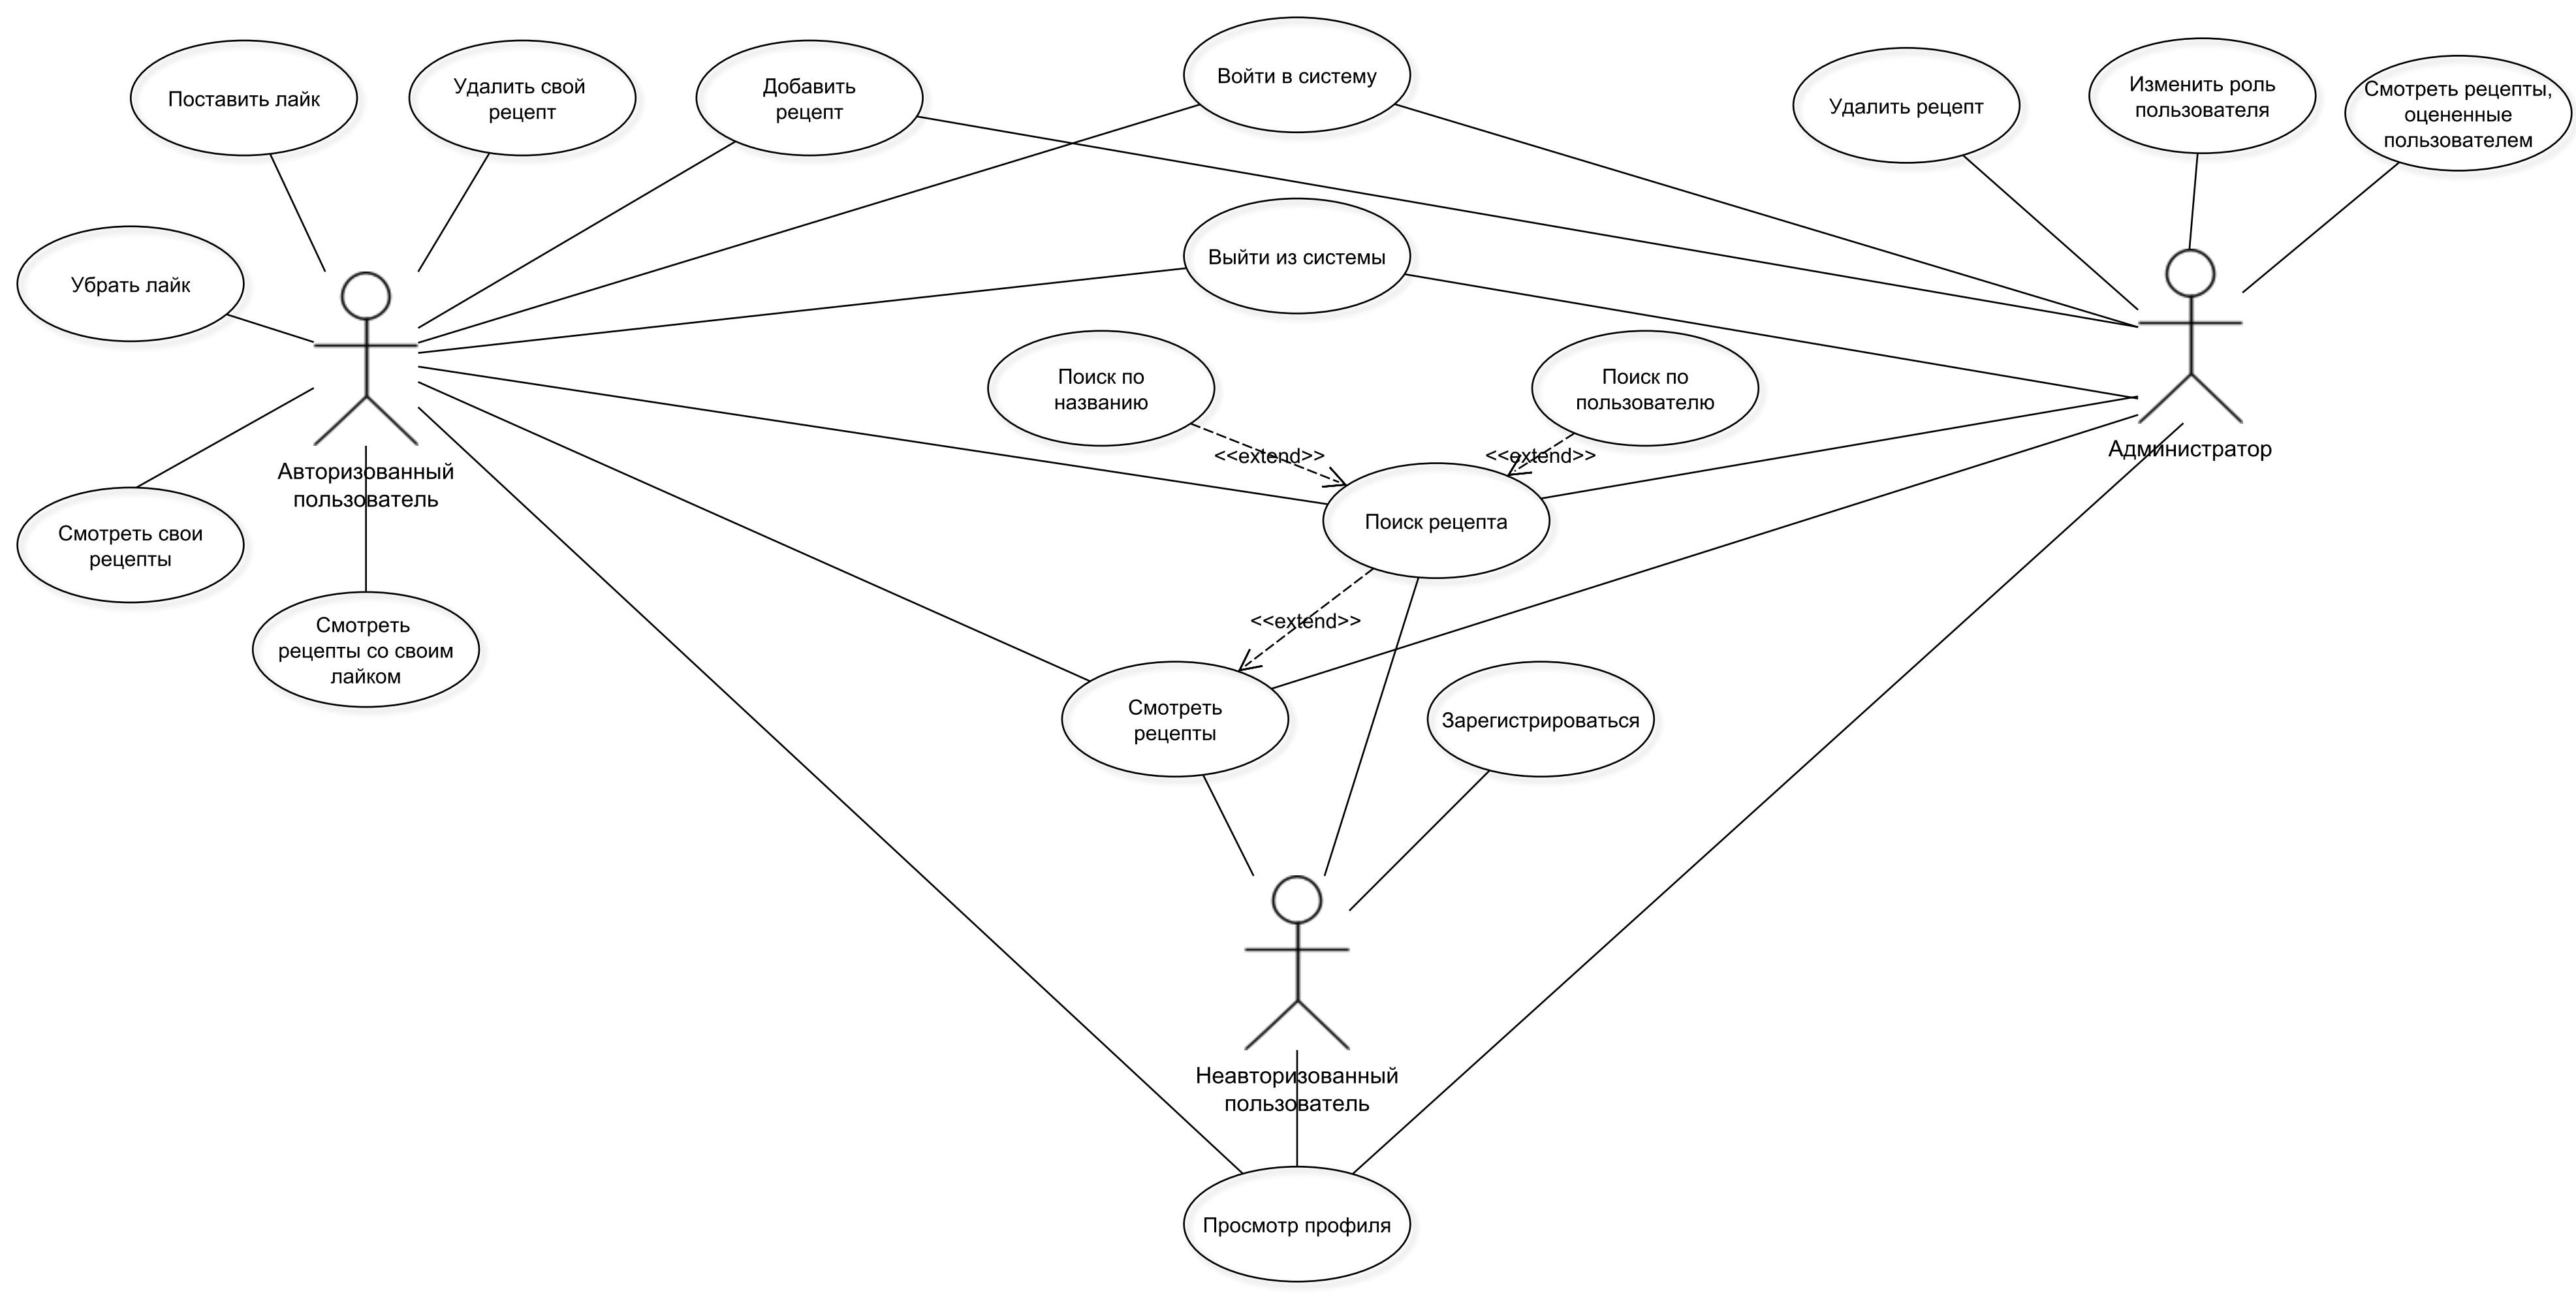 Войти в систему
Поставить лайк
Удалить свой
рецепт
Добавить
рецепт
Удалить рецепт
Изменить роль
пользователя
Смотреть рецепты,
оцененные
пользователем
Убрать лайк
Выйти из системы
Поиск по
названию
Поиск по
пользователю
<<extend>>
<<extend>>
Администратор
Авторизованный
пользователь
Поиск рецепта
Смотреть свои
рецепты
<<extend>>
Смотреть
рецепты со своим
лайком
Смотреть
рецепты
Зарегистрироваться
Неавторизованный
пользователь
Просмотр профиля